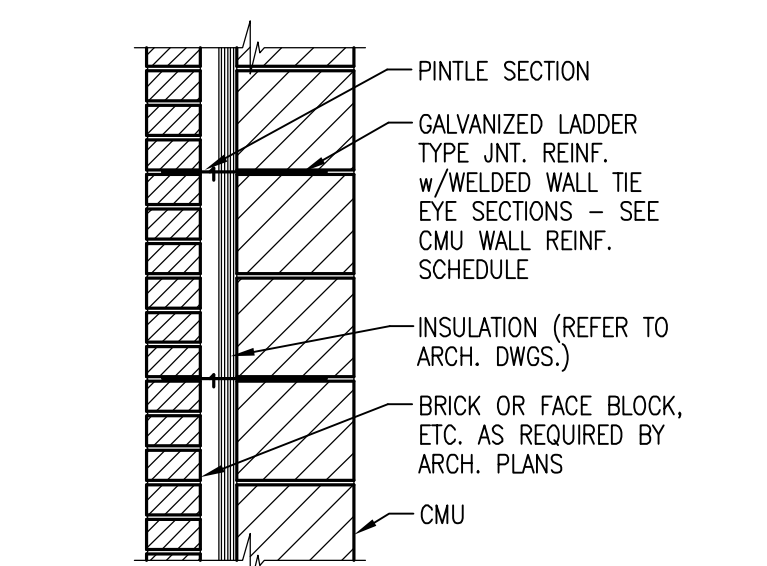 PINTLE SECTION
GALVANIZED LADDER
TYPE JNT. REINF.
w/WELDED WALL TIE
EYE SECTIONS – SEE
CMU WALL REINF.
SCHEDULE
INSULATION (REFER TO
ARCH. DWGS.)
BRICK OR FACE BLOCK,
ETC. AS REQUIRED BY
ARCH. PLANS
CMU